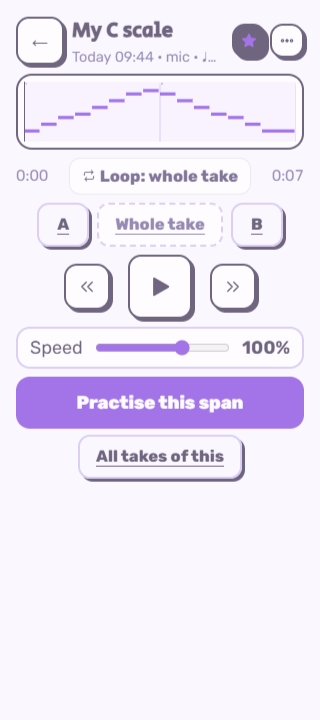 My C scale
Today 09:44 • mic • ♩...
0:00
Loop: whole take
0:07
A
Whole take
B
Speed
100%
Practise this span
All takes of this